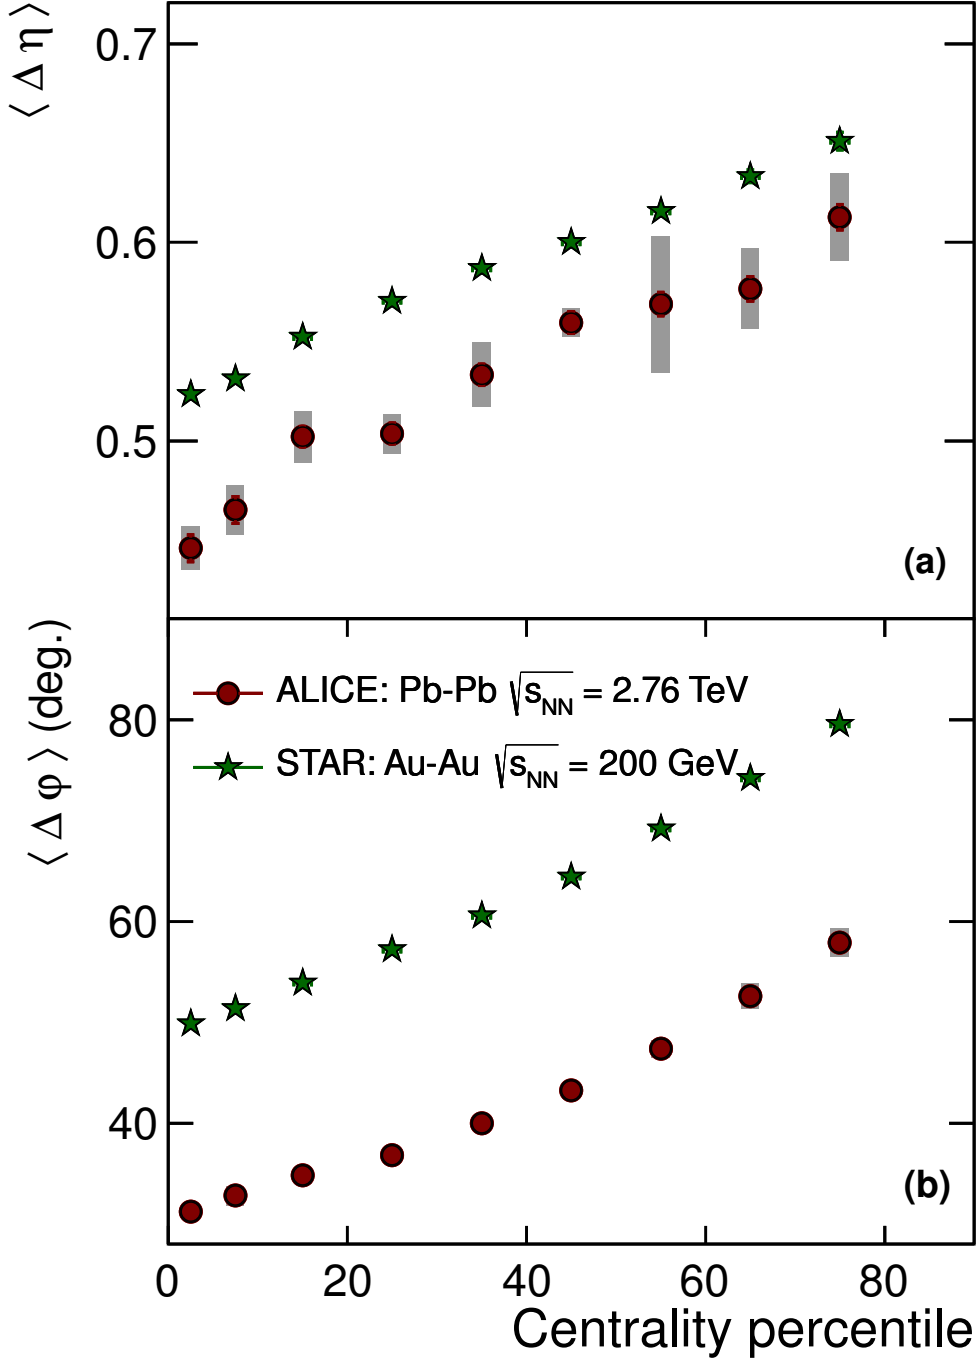 ⟨ Δ η ⟩
0.7
0.6
0.5
(a)
⟨ Δ φ ⟩ (deg.)
ALICE: Pb-Pb √sNN = 2.76 TeV
80
STAR: Au-Au √sNN = 200 GeV
60
40
(b)
0 20 40 60 80
Centrality percentile